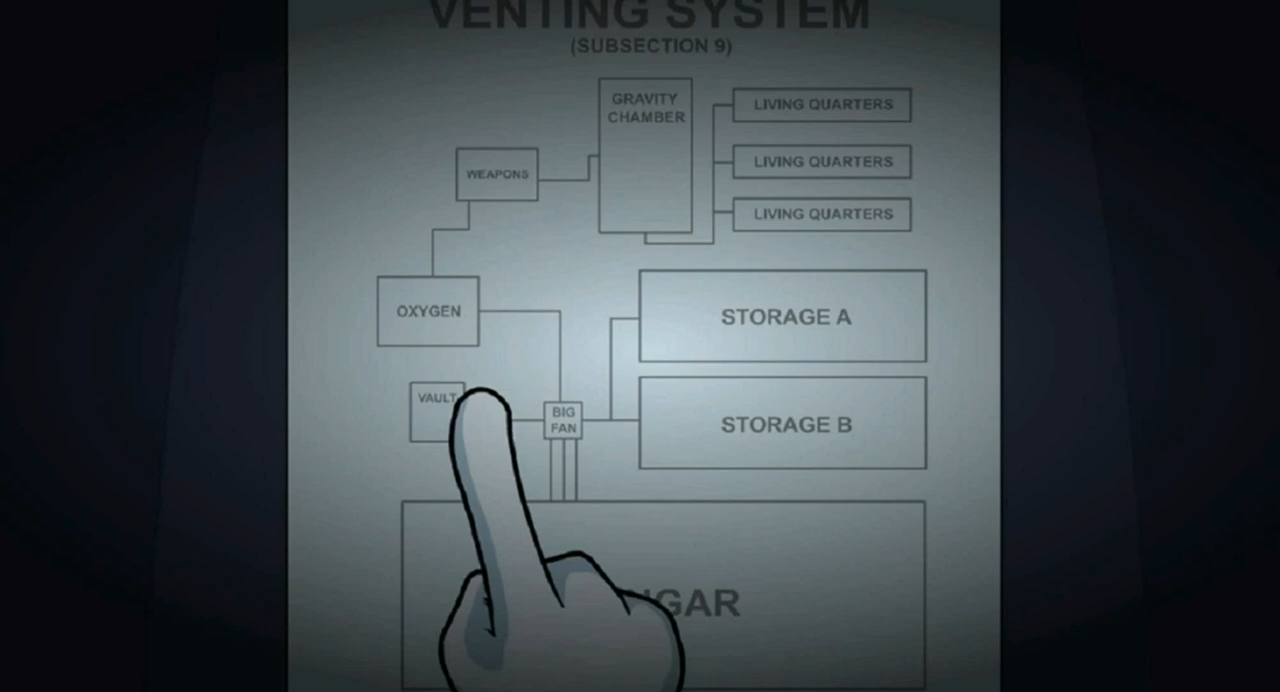 VENTING SYSTEM
(SUBSECTION 9)
GRAVITY
CHAMBER
LIVING QUARTERS
LIVING QUARTERS
LIVING QUARTERS
WEAPONS
OXYGEN
STORAGE A
VAULT
BIG
FAN
STORAGE B